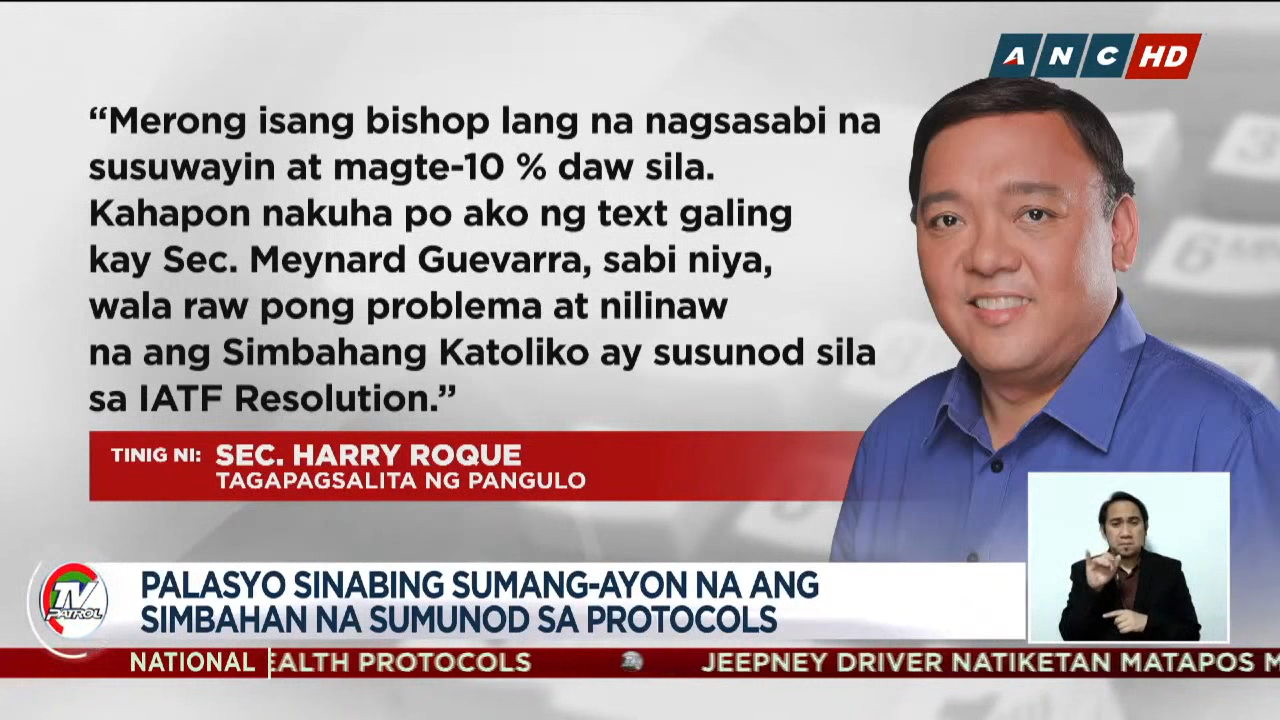 ANC HD
“Merong isang bishop lang na nagsasabi na
susuwayin at magte-10 % daw sila.
Kahapon nakuha po ako ng text galing
kay Sec. Meynard Guevarra, sabi niya,
wala raw pong problema at nilinaw
na ang Simbahang Katoliko ay susunod sila
sa IATF Resolution.”
TINIG NI: SEC. HARRY ROQUE
TAGAPAGSALITA NG PANGULO
TV
PATROL
PALASYO SINABING SUMANG-AYON NA ANG
SIMBAHAN NA SUMUNOD SA PROTOCOLS
NATIONAL EALTH PROTOCOLS JEEPNEY DRIVER NATIKETAN MATAPOS M